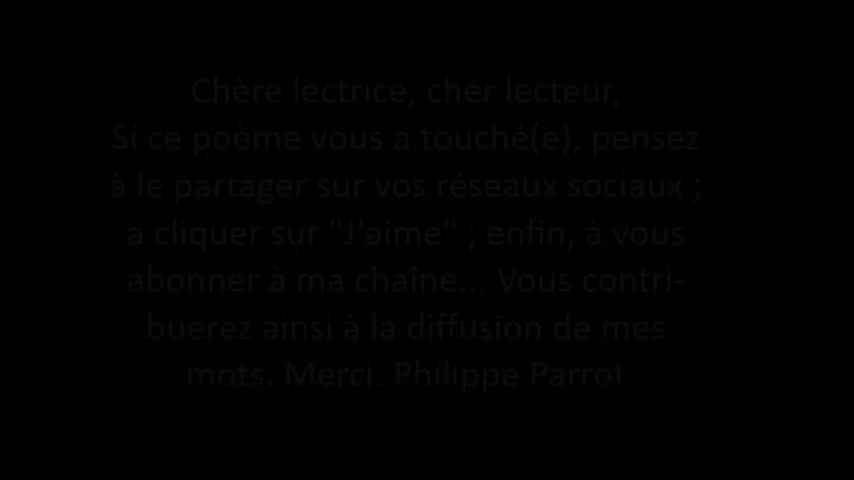 Chère lectrice, cher lecteur,
Si ce poème vous a touché(e), pensez
à le partager sur vos réseaux sociaux ;
à cliquer sur "J'aime" ; enfin, à vous
abonner à ma chaîne... Vous contri-
buerez ainsi à la diffusion de mes
mots. Merci. Philippe Parrot